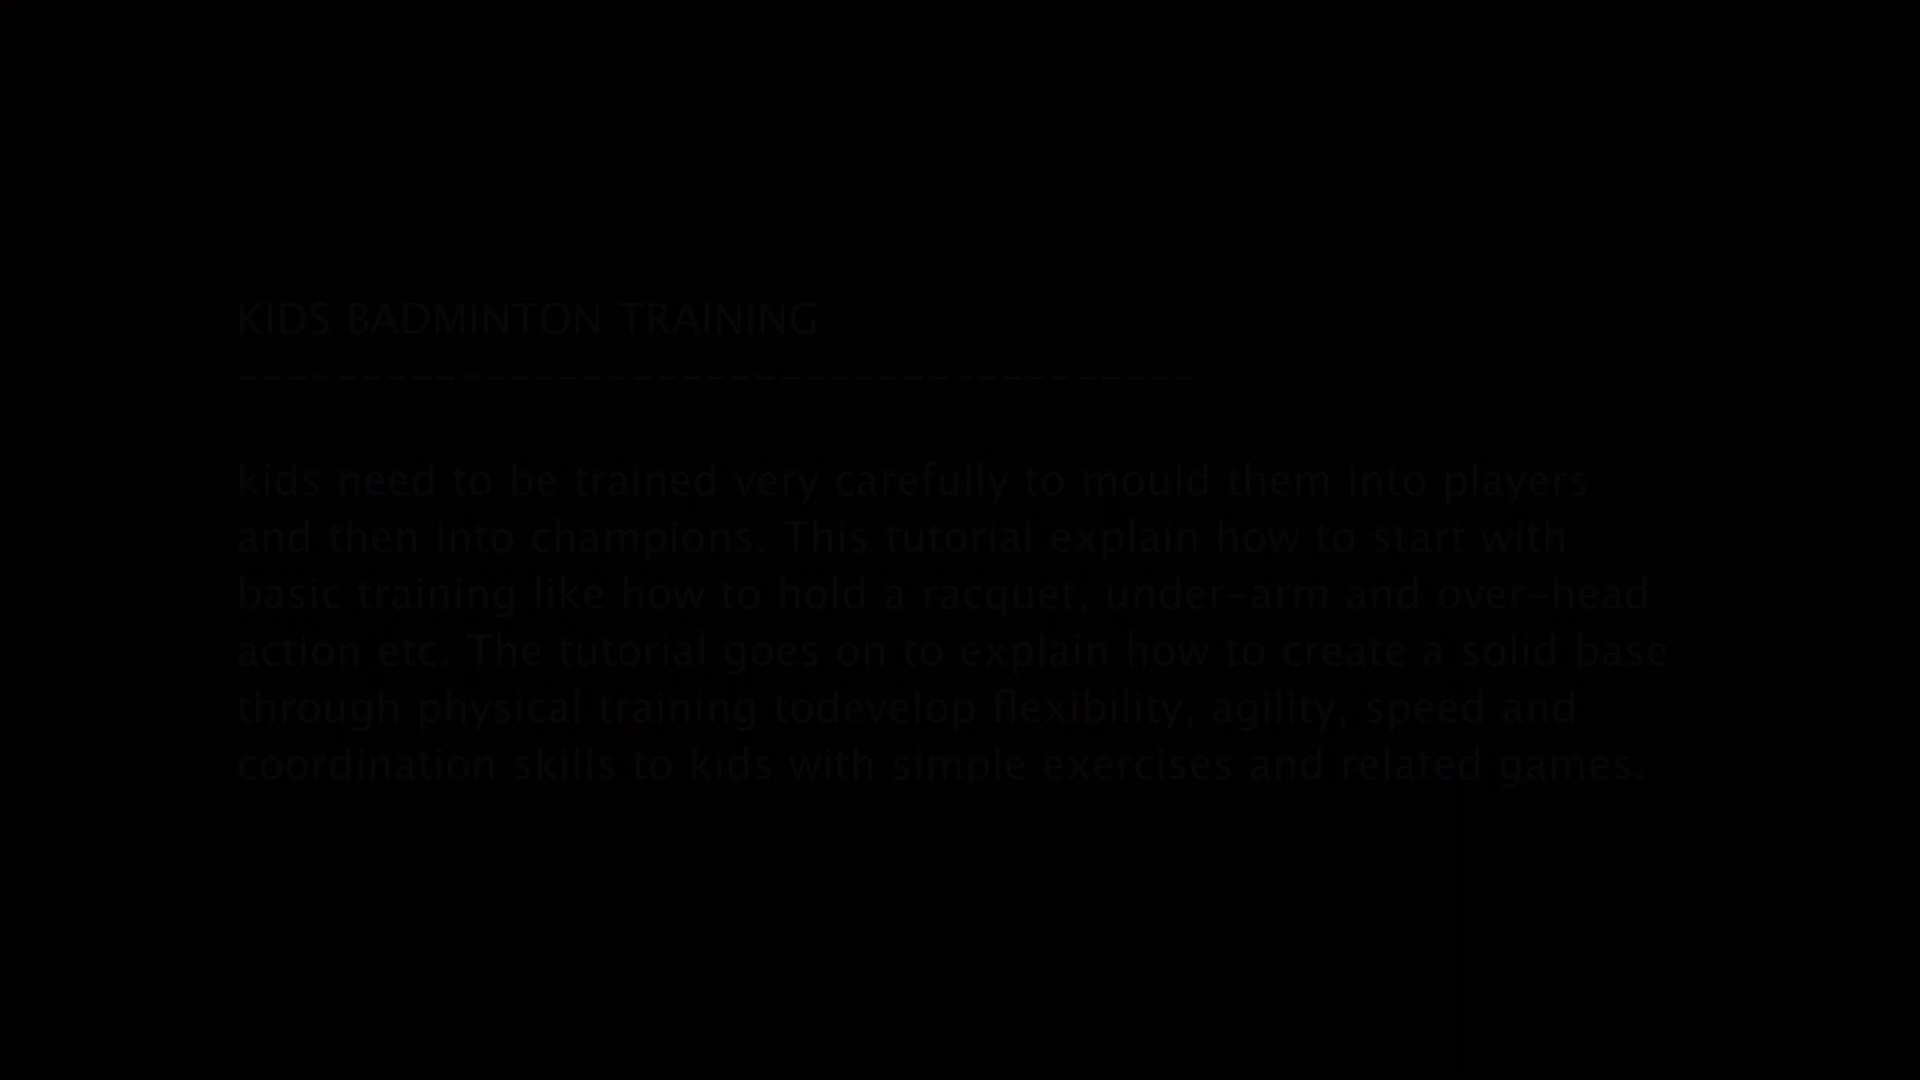 KIDS BADMINTON TRAINING
---------------------------------------
kids need to be trained very carefully to mould them into players
and then into champions. This tutorial explain how to start with
basic training like how to hold a racquet, under-arm and over-head
action etc. The tutorial goes on to explain how to create a solid base
through physical training todevelop flexibility, agility, speed and
coordination skills to kids with simple exercises and related games.